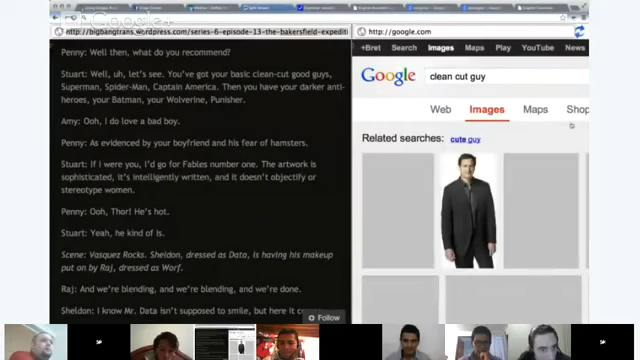 http://bigbangtrans.wordpress.com/series-6-episode-13-the-bakersfield-expediti
http://google.com
+Bret Search Images Maps Play YouTube News
Google
clean cut guy
Web Images Maps Shop
Related searches: cute guy
Penny: Well then, what do you recommend?
Stuart: Well, uh, let's see. You've got your basic clean-cut good guys,
Superman, Spider-Man, Captain America. Then you have your darker anti-
heroes, your Batman, your Wolverine, Punisher.
Amy: Ooh, I do love a bad boy.
Penny: As evidenced by your boyfriend and his fear of hamsters.
Stuart: If i were you, I'd go for Fables number one. The artwork is
sophisticated, it's intelligently written, and it doesn't objectify or
stereotype women.
Penny: Ooh, Thor! He's hot.
Stuart: Yeah, he kind of is.
Scene: Vasquez Rocks. Sheldon, dressed as Data, is having his makeup
put on by Raj, dressed as Worf.
Raj: And we're blending, and we're blending, and we're done.
Sheldon: I know Mr. Data isn't supposed to smile, but here it
Follow